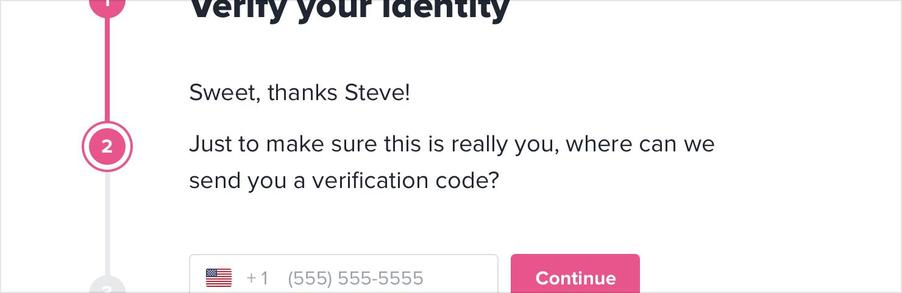 1
Verify your identity
Sweet, thanks Steve!
2
Just to make sure this is really you, where can we
send you a verification code?
+1 (555) 555-5555
Continue
3